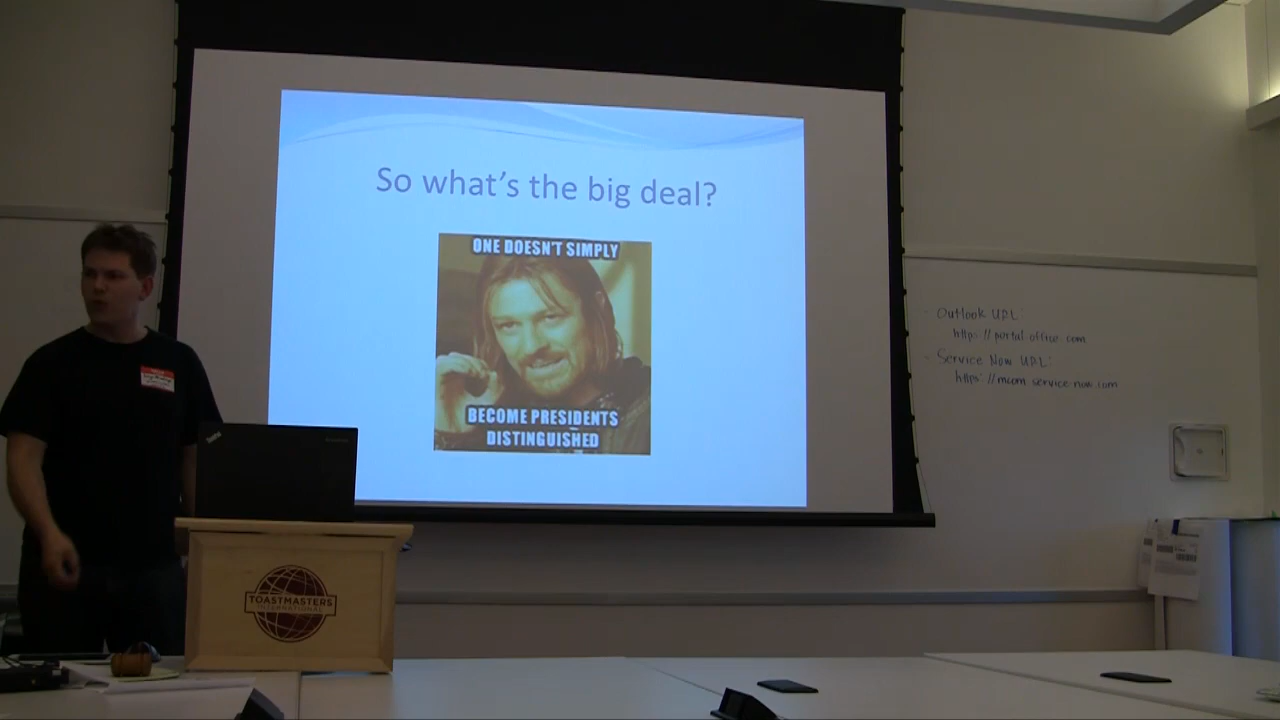 So what's the big deal?
ONE DOESN'T SIMPLY
BECOME PRESIDENTS
DISTINGUISHED
- Outlook URL:
https://portal.office.com
- Service Now URL:
https://mcom.service-now.com
TOASTMASTERS
INTERNATIONAL